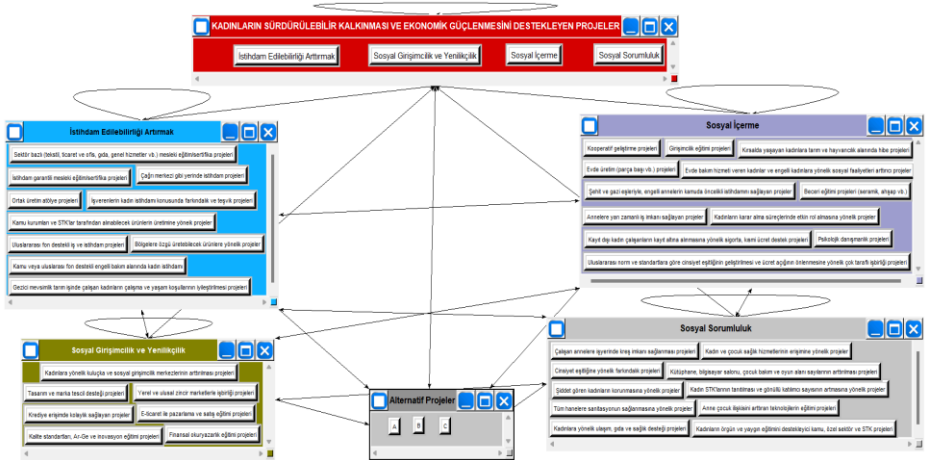 KADINLARIN SÜRDÜRÜLEBİLİR KALKINMASI VE EKONOMİK GÜÇLENMESİNİ DESTEKLEYEN PROJELER
İstihdam Edilebilirliği Arttırmak
Sosyal Girişimcilik ve Yenilikçilik
Sosyal İçerme
Sosyal Sorumluluk
İstihdam Edilebilirliği Artırmak
Sektör bazlı (tekstil, ticaret ve ofis, gıda, genel hizmetler vb.) mesleki eğitim/sertifika projeleri
İstihdam garantili mesleki eğitim/sertifika projeleri
Çağrı merkezi gibi yerinde istihdam projeleri
Ortak üretim atölye projeleri
İşverenlerin kadın istihdamı konusunda farkındalık ve teşvik projeleri
Kamu kurumları ve STK'lar tarafından alınabilecek ürünlerin üretimine yönelik projeler
Uluslararası fon destekli iş ve istihdam projeleri
Bölgelere özgü üretilebilecek ürünlere yönelik projeler
Kamu veya uluslararası fon destekli engelli bakım alanında kadın istihdamı
Gezici mevsimlik tarım işinde çalışan kadınların çalışma ve yaşam koşullarının iyileştirilmesi projeleri
Sosyal İçerme
Kooperatif geliştirme projeleri
Girişimcilik eğitimi projeleri
Kırsalda yaşayan kadınlara tarım ve hayvancılık alanında hibe projeleri
Evde üretim (parça başı vb.) projeleri
Evde bakım hizmeti veren kadınlar ve engelli kadınlara yönelik sosyal faaliyetleri arttırıcı projeler
Şehit ve gazi eşleriyle, engelli annelerin kamuda öncelikli istihdamını sağlayan projeler
Beceri eğitimi projeleri (seramik, ahşap vb.)
Annelere yarı zamanlı iş imkanı sağlayan projeler
Kadınların karar alma süreçlerinde etkin rol almasına yönelik projeler
Kayıt dışı kadın çalışanların kayıt altına alınmasına yönelik sigorta, kısmi ücret destek projeleri
Psikolojik danışmanlık projeleri
Uluslararası norm ve standartlara göre cinsiyet eşitliğinin geliştirilmesi ve ücret açığının önlenmesine yönelik çok taraflı işbirliği projeleri
Sosyal Girişimcilik ve Yenilikçilik
Kadınlara yönelik kuluçka ve sosyal girişimcilik merkezlerinin arttırılması projeleri
Tasarım ve marka tescil desteği projeleri
Yerel ve ulusal zincir marketlerle işbirliği projeleri
Krediye erişimde kolaylık sağlayan projeler
E-ticaret ile pazarlama ve satış eğitimi projeleri
Kalite standartları, Ar-Ge ve inovasyon eğitimi projeleri
Finansal okuryazarlık eğitimi projeleri
Alternatif Projeler
A
B
C
Sosyal Sorumluluk
Çalışan annelere işyerinde kreş imkanı sağlanması projeleri
Kadın ve çocuk sağlık hizmetlerinin erişimine yönelik projeler
Cinsiyet eşitliğine yönelik farkındalık projeleri
Kütüphane, bilgisayar salonu, çocuk bakım ve oyun alanı sayılarının arttırılması projeleri
Şiddet gören kadınların korunmasına yönelik projeler
Kadın STK'larının tanıtılması ve gönüllü katılımcı sayısının artmasına yönelik projeler
Tüm hanelere sanitasyonun sağlanmasına yönelik projeler
Anne çocuk ilişkisini arttıran teknolojilerin eğitimi projeleri
Kadınlara yönelik ulaşım, gıda ve sağlık desteği projeleri
Kadınların örgün ve yaygın eğitimini destekleyici kamu, özel sektör ve STK projeleri